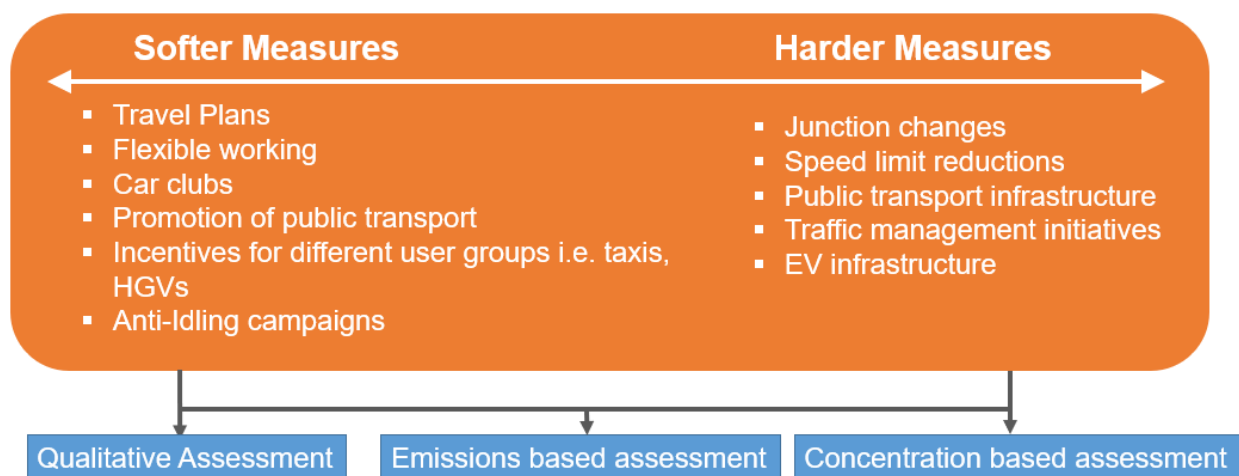 Softer Measures
▪ Travel Plans
▪ Flexible working
▪ Car clubs
▪ Promotion of public transport
▪ Incentives for different user groups i.e. taxis,
HGVs
▪ Anti-Idling campaigns
Harder Measures
▪ Junction changes
▪ Speed limit reductions
▪ Public transport infrastructure
▪ Traffic management initiatives
▪ EV infrastructure
Qualitative Assessment
Emissions based assessment
Concentration based assessment